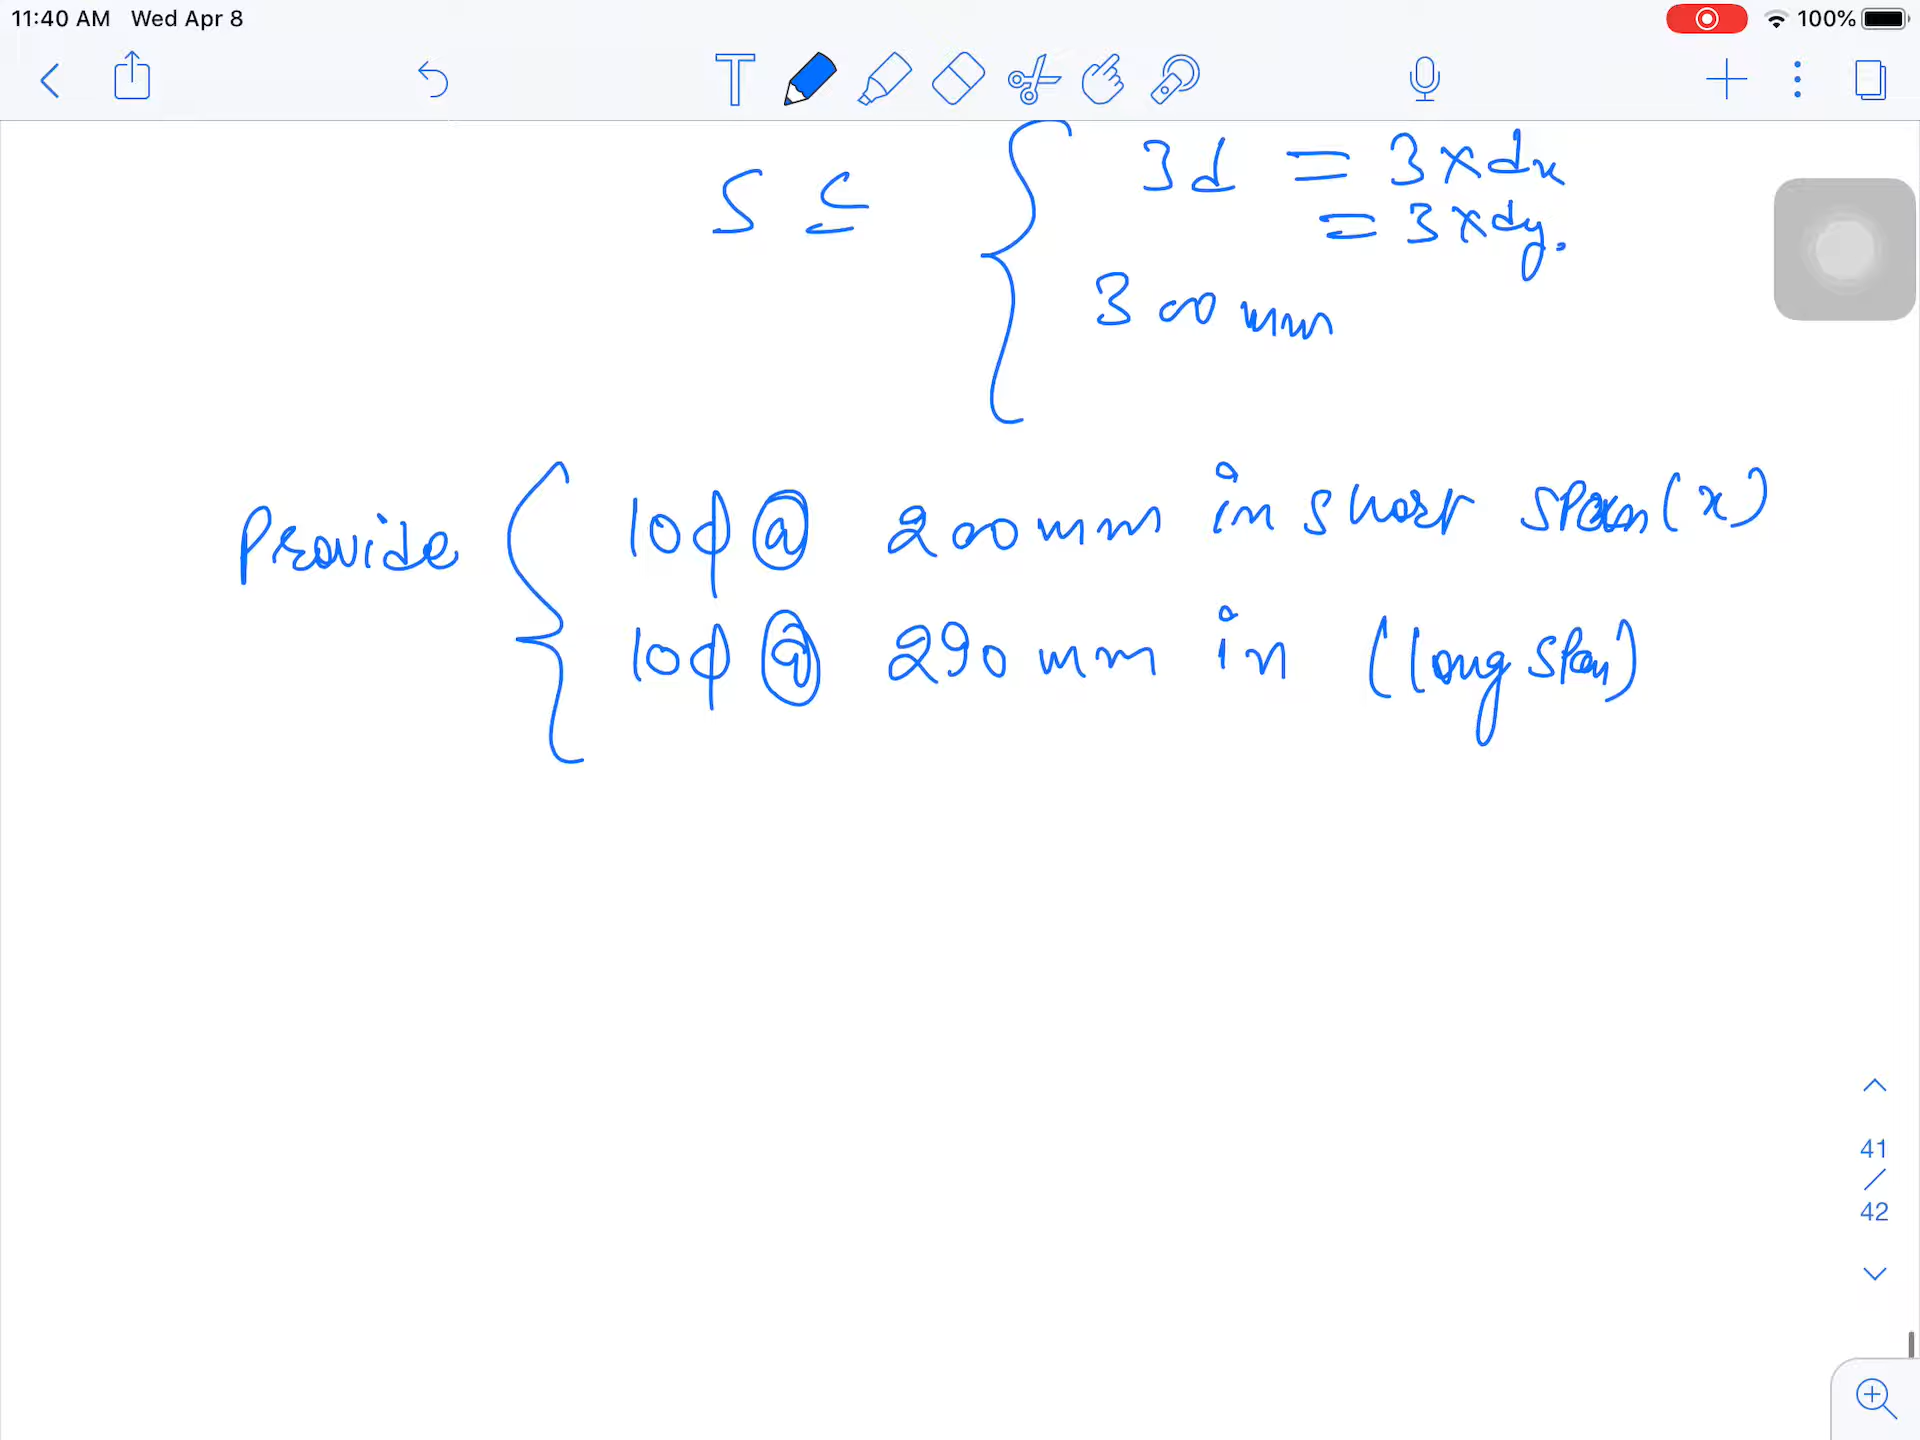 11:40 AM Wed Apr 8 100%
T
S ≤ { 3d = 3 x dx
= 3 x dy.
300 mm
Provide { 10ϕ @ 200 mm in short span (x)
10ϕ @ 290 mm in (long span)
41
/
42